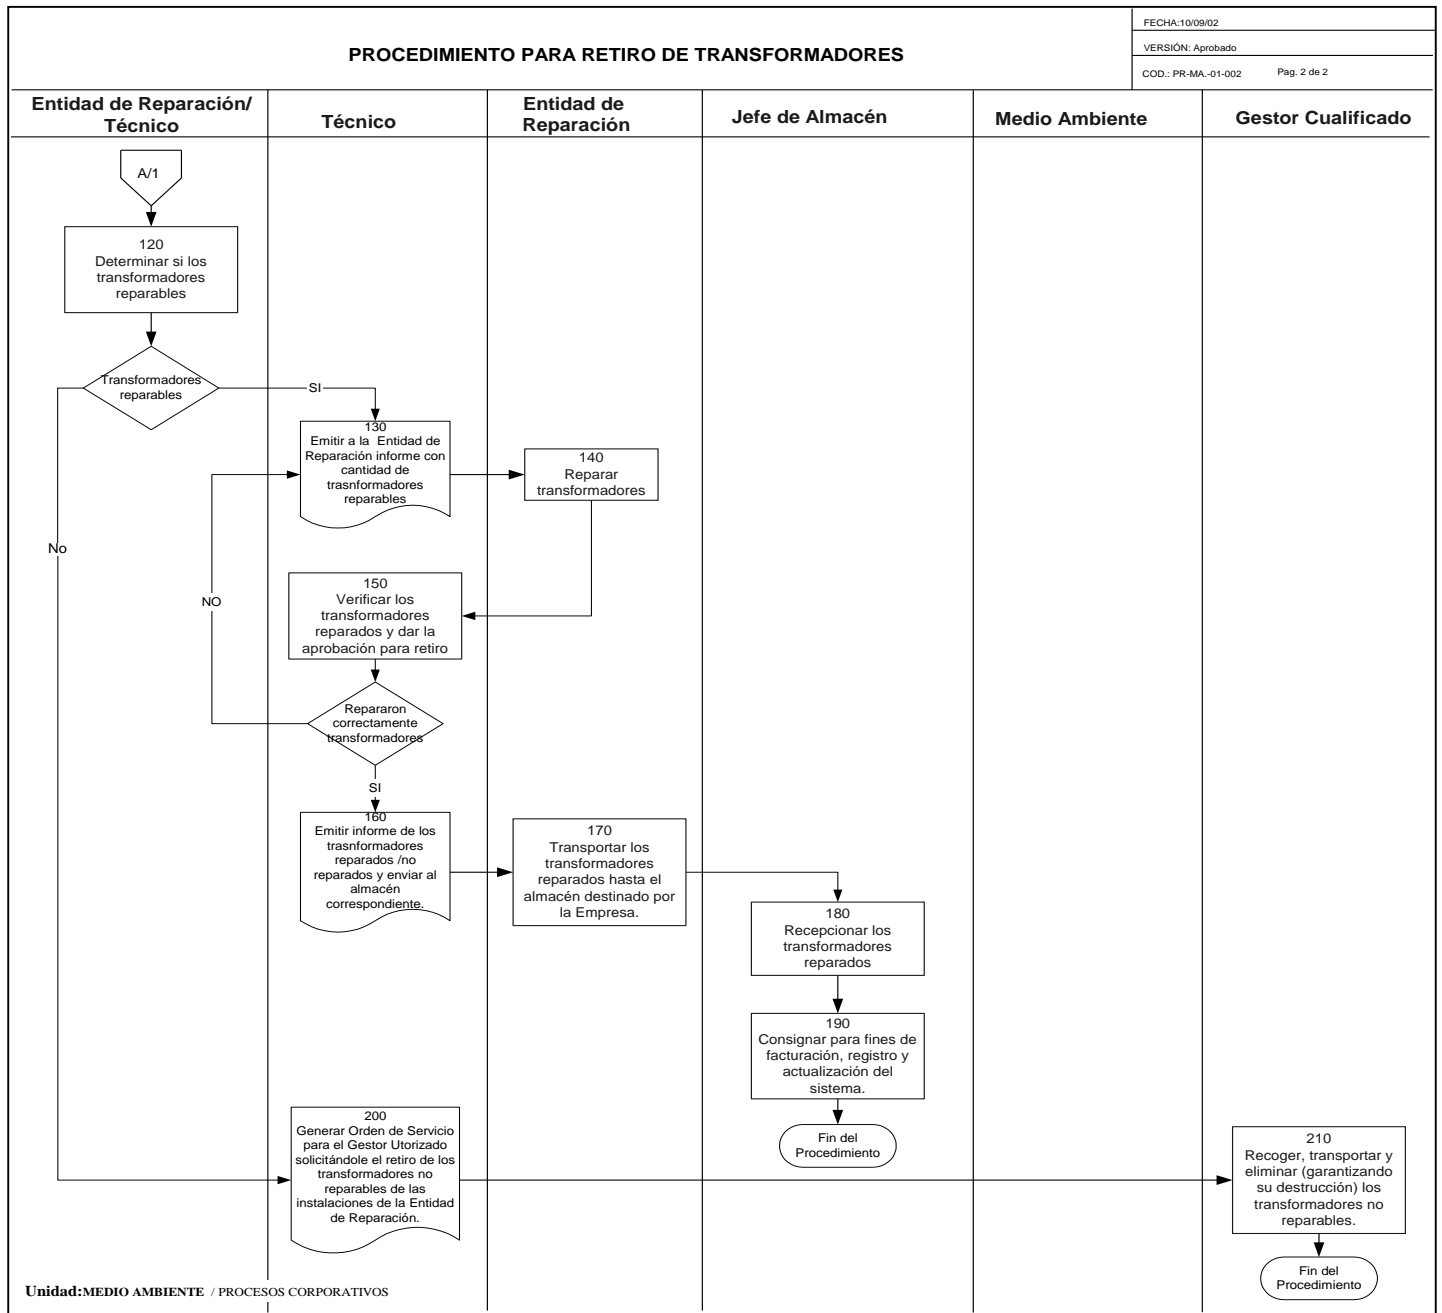 PROCEDIMIENTO PARA RETIRO DE TRANSFORMADORES
FECHA:10/09/02
VERSIÓN: Aprobado
COD.: PR-MA.-01-002 Pag. 2 de 2
Entidad de Reparación/
Técnico
Técnico
Entidad de
Reparación
Jefe de Almacén
Medio Ambiente
Gestor Cualificado
A/1
120
Determinar si los
transformadores
reparables
Transformadores
reparables
SI
No
130
Emitir a la Entidad de
Reparación informe con
cantidad de
trasnformadores
reparables
140
Reparar
transformadores
150
Verificar los
transformadores
reparados y dar la
aprobación para retiro
NO
Repararon
correctamente
transformadores
SI
160
Emitir informe de los
trasnformadores
reparados /no
reparados y enviar al
almacén
correspondiente.
170
Transportar los
transformadores
reparados hasta el
almacén destinado por
la Empresa.
180
Recepcionar los
transformadores
reparados
190
Consignar para fines de
facturación, registro y
actualización del
sistema.
Fin del
Procedimiento
200
Generar Orden de Servicio
para el Gestor Utorizado
solicitándole el retiro de los
transformadores no
reparables de las
instalaciones de la Entidad
de Reparación.
210
Recoger, transportar y
eliminar (garantizando
su destrucción) los
transformadores no
reparables.
Fin del
Procedimiento
Unidad:MEDIO AMBIENTE / PROCESOS CORPORATIVOS